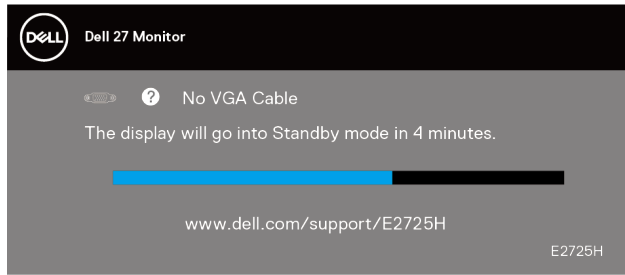 DELL
Dell 27 Monitor
? No VGA Cable
The display will go into Standby mode in 4 minutes.
www.dell.com/support/E2725H
E2725H